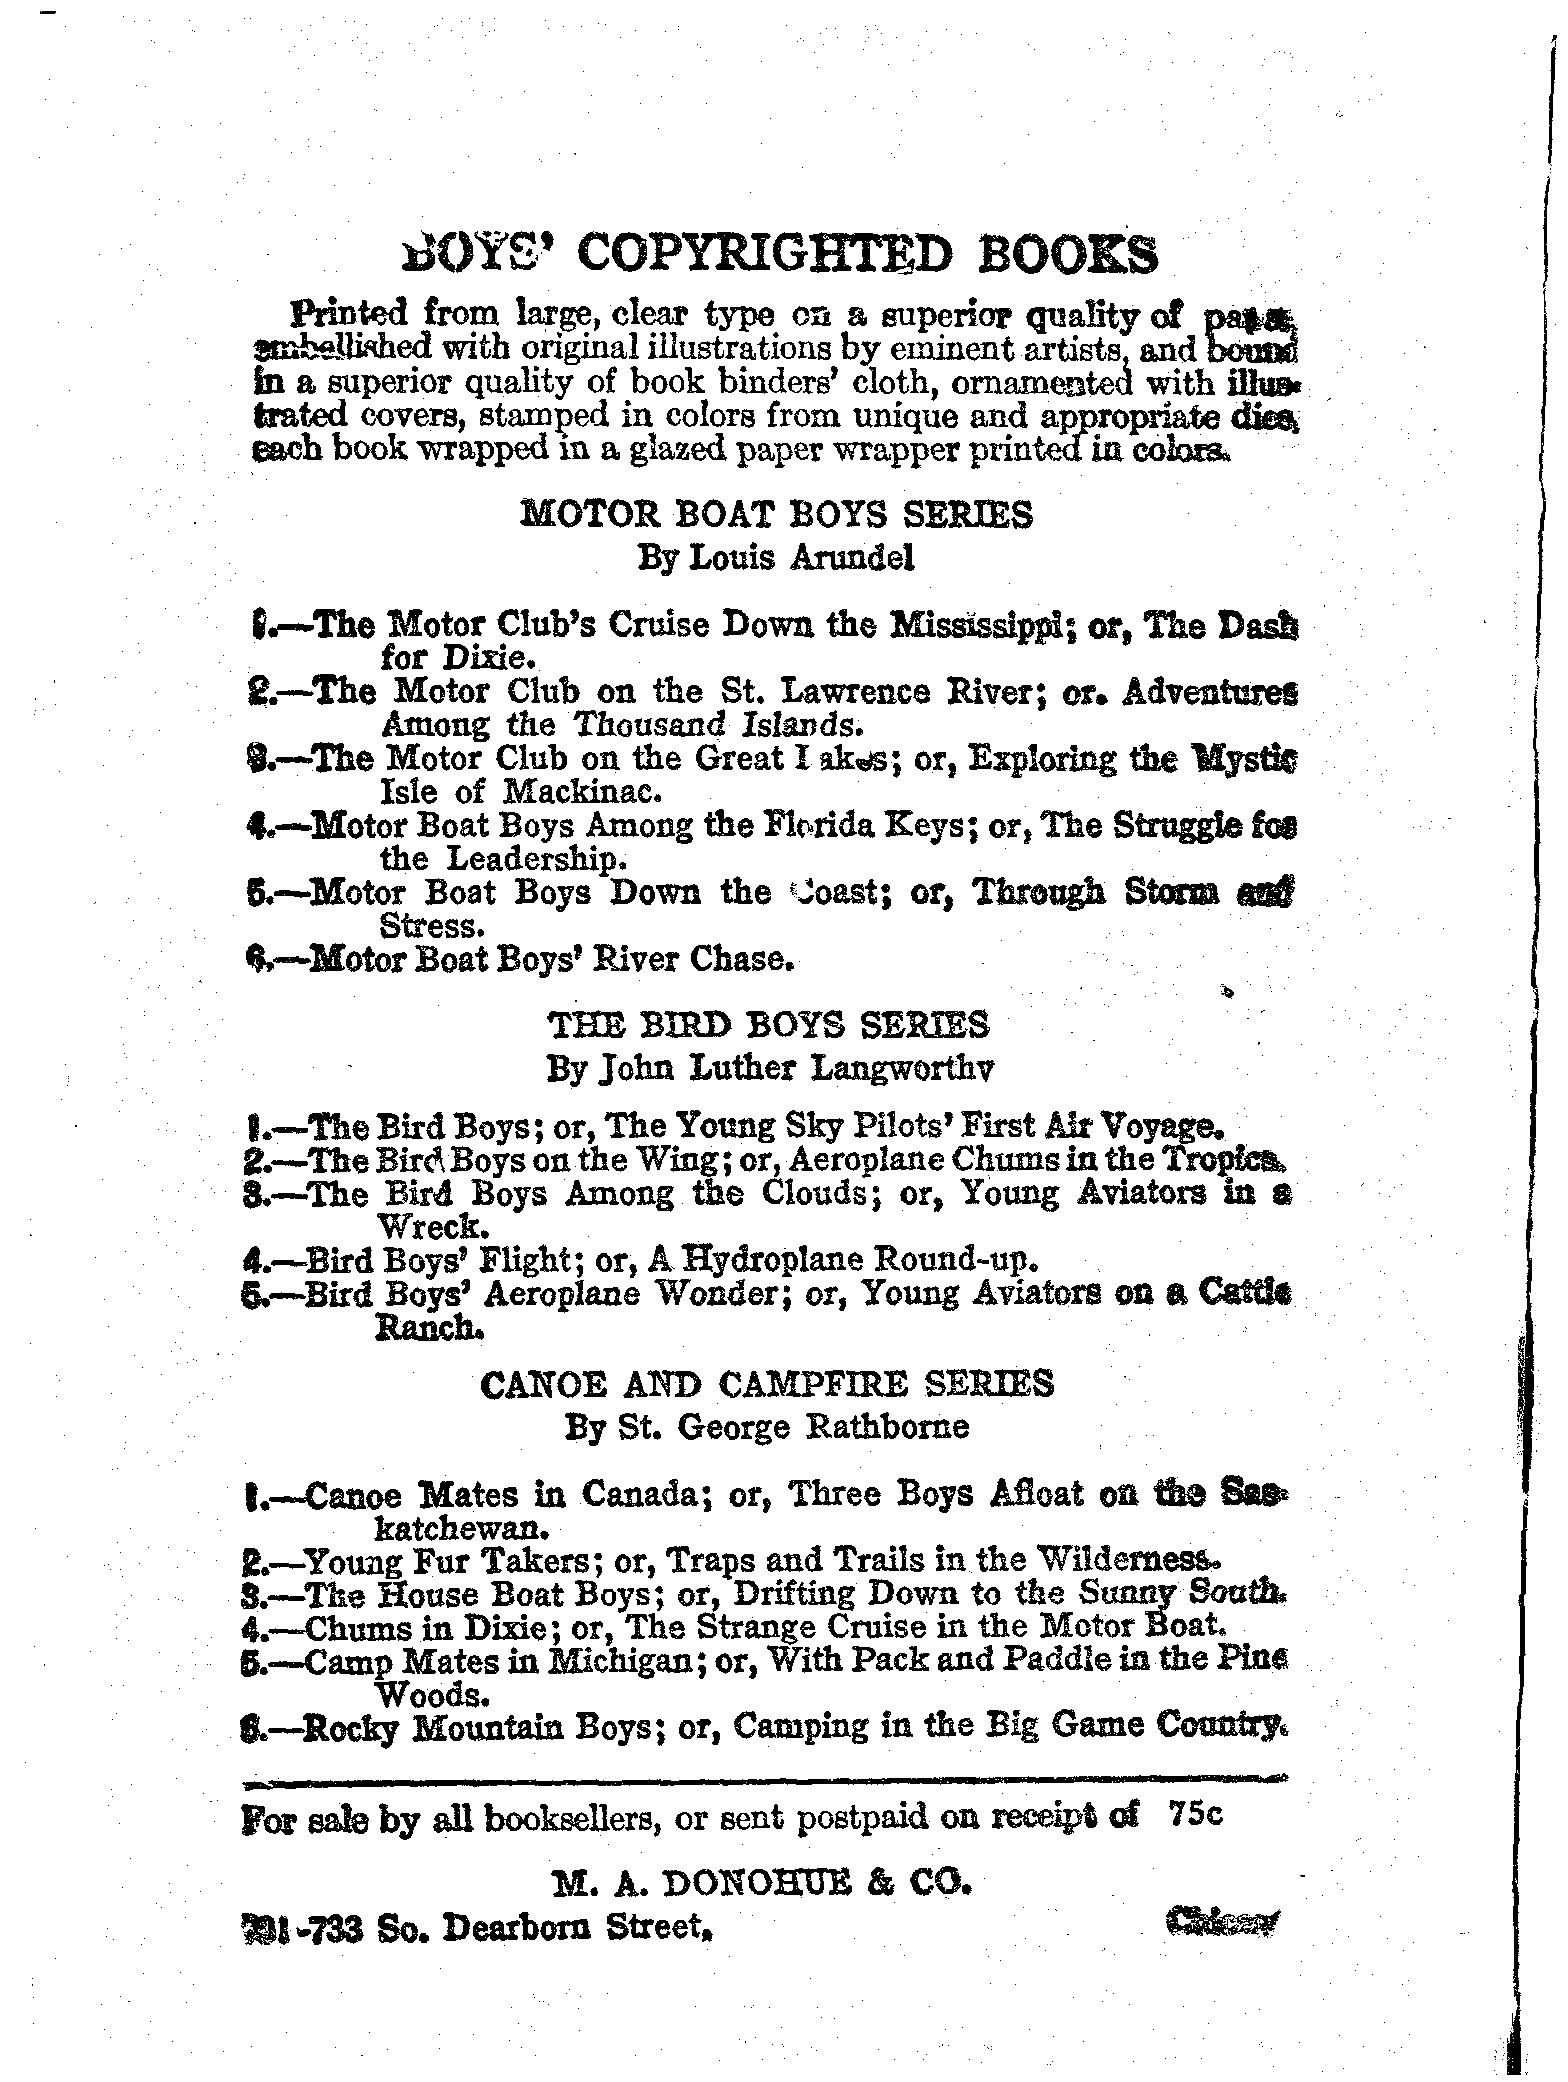 BOYS' COPYRIGHTED BOOKS
Printed from large, clear type on a superior quality of paper,
embellished with original illustrations by eminent artists, and bound
in a superior quality of book binders' cloth, ornamented with illus-
trated covers, stamped in colors from unique and appropriate dies,
each book wrapped in a glazed paper wrapper printed in colors.
MOTOR BOAT BOYS SERIES
By Louis Arundel
1.—The Motor Club's Cruise Down the Mississippi; or, The Dash
for Dixie.
2.—The Motor Club on the St. Lawrence River; or. Adventures
Among the Thousand Islands.
3.—The Motor Club on the Great Lakes; or, Exploring the Mystic
Isle of Mackinac.
4.—Motor Boat Boys Among the Florida Keys; or, The Struggle for
the Leadership.
5.—Motor Boat Boys Down the Coast; or, Through Storm and
Stress.
6.—Motor Boat Boys' River Chase.
THE BIRD BOYS SERIES
By John Luther Langworthy
1.—The Bird Boys; or, The Young Sky Pilots' First Air Voyage.
2.—The Bird Boys on the Wing; or, Aeroplane Chums in the Tropics.
3.—The Bird Boys Among the Clouds; or, Young Aviators in a
Wreck.
4.—Bird Boys' Flight; or, A Hydroplane Round-up.
5.—Bird Boys' Aeroplane Wonder; or, Young Aviators on a Cattle
Ranch.
CANOE AND CAMPFIRE SERIES
By St. George Rathborne
1.—Canoe Mates in Canada; or, Three Boys Afloat on the Sas-
katchewan.
2.—Young Fur Takers; or, Traps and Trails in the Wilderness.
3.—The House Boat Boys; or, Drifting Down to the Sunny South.
4.—Chums in Dixie; or, The Strange Cruise in the Motor Boat.
5.—Camp Mates in Michigan; or, With Pack and Paddle in the Pine
Woods.
6.—Rocky Mountain Boys; or, Camping in the Big Game Country.
For sale by all booksellers, or sent postpaid on receipt of 75c
M. A. DONOHUE & CO.
701-733 So. Dearborn Street, Chicago